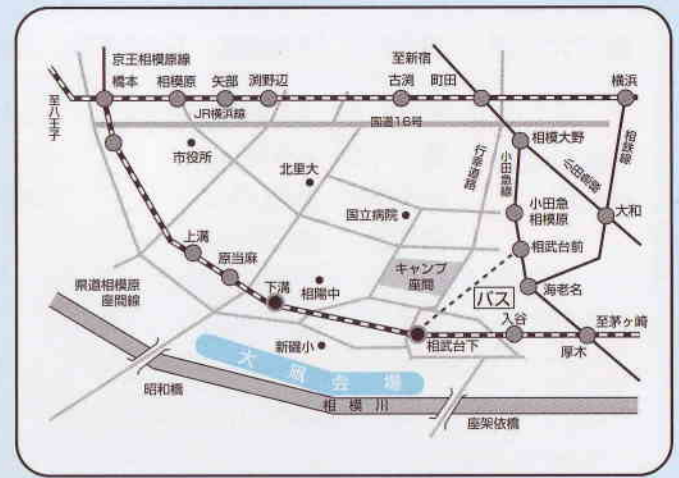 京王相模原線
至新宿
橋本
相模原
矢部
渕野辺
古渕
町田
横浜
至八王子
JR横浜線
国道16号
相模大野
相鉄線
市役所
北里大
行幸道路
小田急線
小田急線
国立病院
小田急
相模原
大和
上溝
相武台前
原当麻
キャンプ
座間
県道相模原
座間線
下溝
相陽中
バス
海老名
入谷
至茅ヶ崎
新磯小
相武台下
厚木
大凧会場
昭和橋
相模川
座架依橋